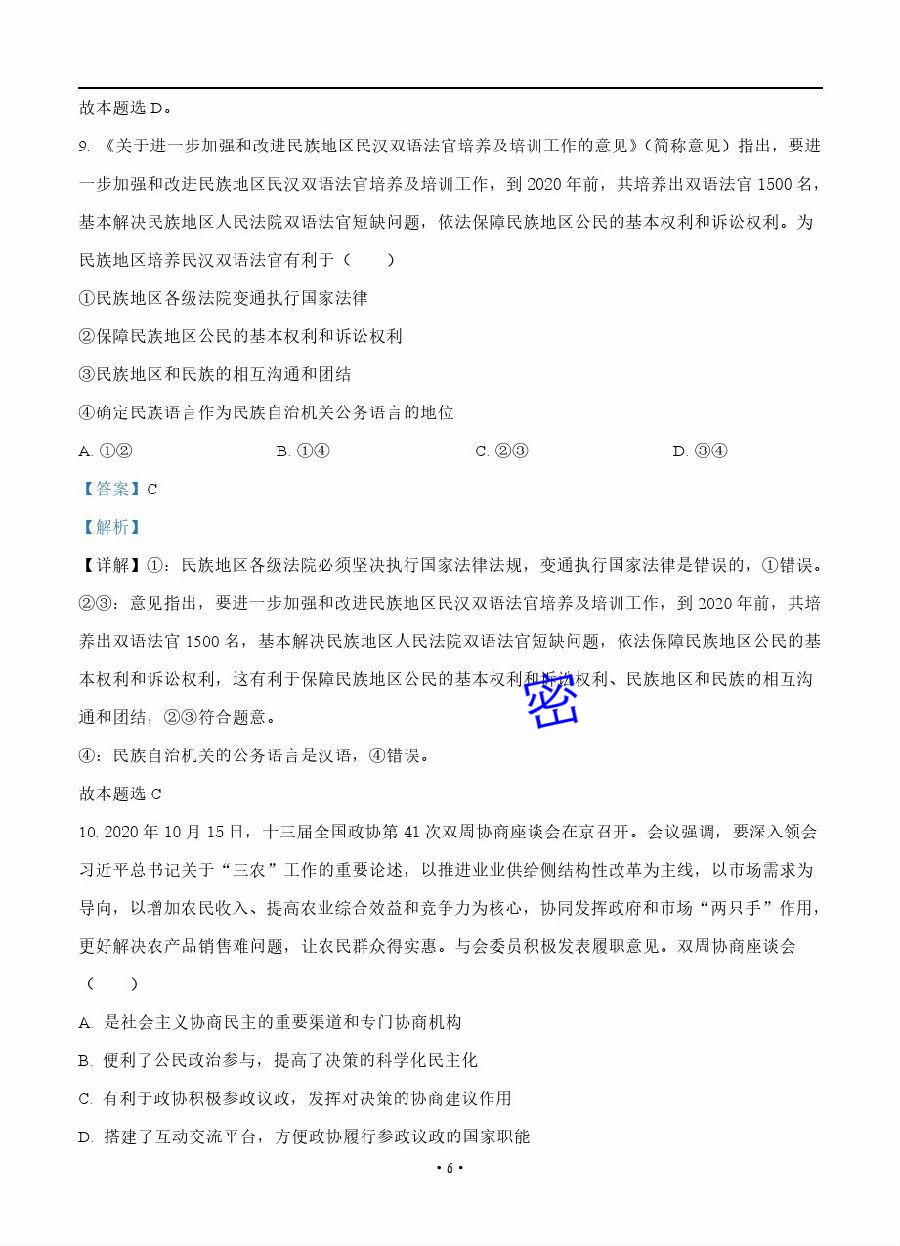 故本题选D。
9. 《关于进一步加强和改进民族地区民汉双语法官培养及培训工作的意见》（简称意见）指出，要进
一步加强和改进民族地区民汉双语法官培养及培训工作，到 2020 年前，共培养出双语法官 1500 名，
基本解决民族地区人民法院双语法官短缺问题，依法保障民族地区公民的基本权利和诉讼权利。为
民族地区培养民汉双语法官有利于（　　）
①民族地区各级法院变通执行国家法律
②保障民族地区公民的基本权利和诉讼权利
③民族地区和民族的相互沟通和团结
④确定民族语言作为民族自治机关公务语言的地位
A. ①② B. ①④ C. ②③ D. ③④
【答案】C
【解析】
【详解】①：民族地区各级法院必须坚决执行国家法律法规，变通执行国家法律是错误的，①错误。
②③：意见指出，要进一步加强和改进民族地区民汉双语法官培养及培训工作，到 2020 年前，共培
养出双语法官 1500 名，基本解决民族地区人民法院双语法官短缺问题，依法保障民族地区公民的基
本权利和诉讼权利，这有利于保障民族地区公民的基本权利和诉讼权利、民族地区和民族的相互沟
通和团结，②③符合题意。
密
④：民族自治机关的公务语言是汉语，④错误。
故本题选 C
10. 2020 年 10 月 15 日，十三届全国政协第 41 次双周协商座谈会在京召开。会议强调，要深入领会
习近平总书记关于“三农”工作的重要论述，以推进业业供给侧结构性改革为主线，以市场需求为
导向，以增加农民收入、提高农业综合效益和竞争力为核心，协同发挥政府和市场“两只手”作用，
更好解决农产品销售难问题，让农民群众得实惠。与会委员积极发表履职意见。双周协商座谈会
（　　）
A. 是社会主义协商民主的重要渠道和专门协商机构
B. 便利了公民政治参与，提高了决策的科学化民主化
C. 有利于政协积极参政议政，发挥对决策的协商建议作用
D. 搭建了互动交流平台，方便政协履行参政议政的国家职能
• 6 •